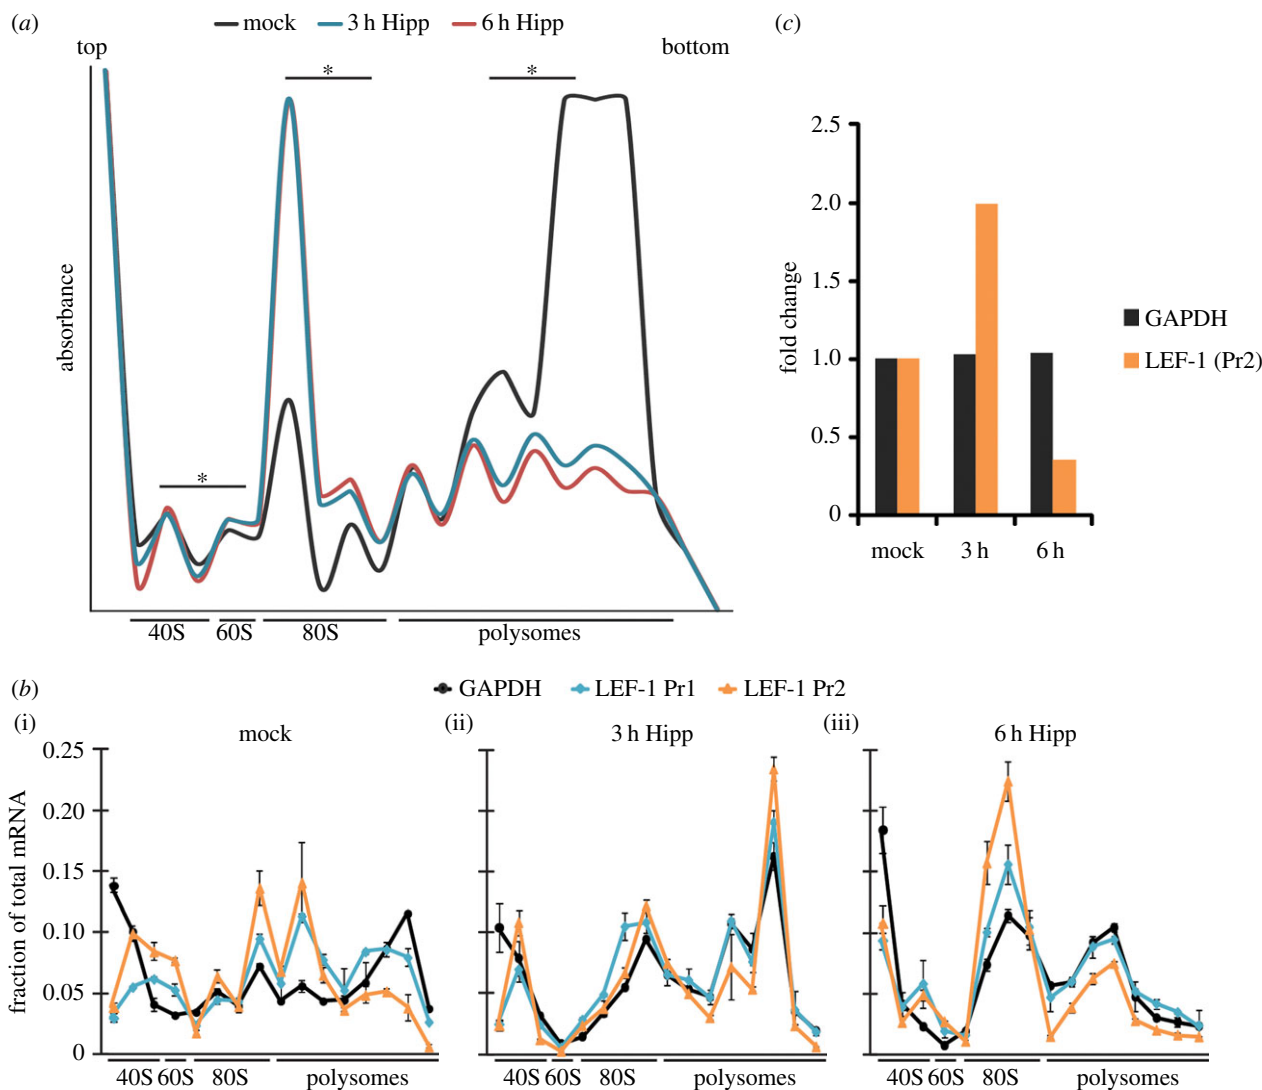 (a)
mock 3 h Hipp 6 h Hipp
top
bottom
*
*
*
absorbance
40S 60S 80S polysomes
(c)
2.5
2.0
1.5
1.0
0.5
0
fold change
mock 3 h 6 h
GAPDH
LEF-1 (Pr2)
(b)
GAPDH LEF-1 Pr1 LEF-1 Pr2
(i) mock
(ii) 3 h Hipp
(iii) 6 h Hipp
0.25
0.20
0.15
0.10
0.05
0
fraction of total mRNA
40S 60S 80S polysomes
40S 60S 80S polysomes
40S 60S 80S polysomes